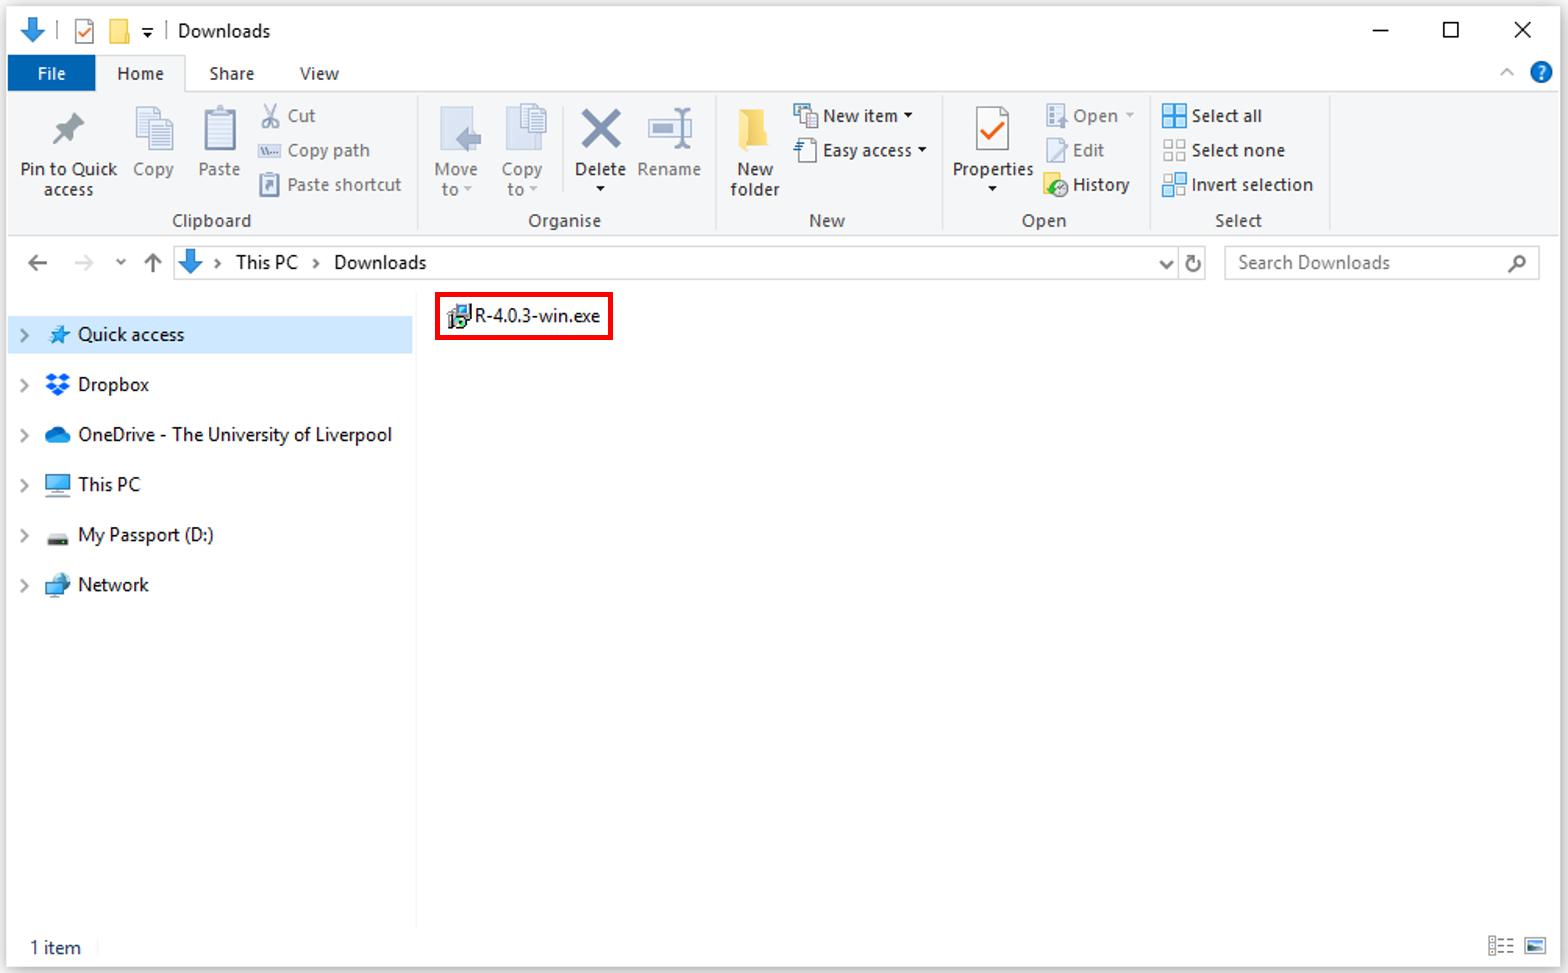 Downloads
File
Home
Share
View
?
Pin to Quick
access
Copy
Paste
Cut
Copy path
Paste shortcut
Clipboard
Move
to
Copy
to
Delete
Rename
Organise
New
folder
New item
Easy access
New
Properties
Open
Edit
History
Open
Select all
Select none
Invert selection
Select
This PC
Downloads
Search Downloads
Quick access
Dropbox
OneDrive - The University of Liverpool
This PC
My Passport (D:)
Network
R-4.0.3-win.exe
1 item